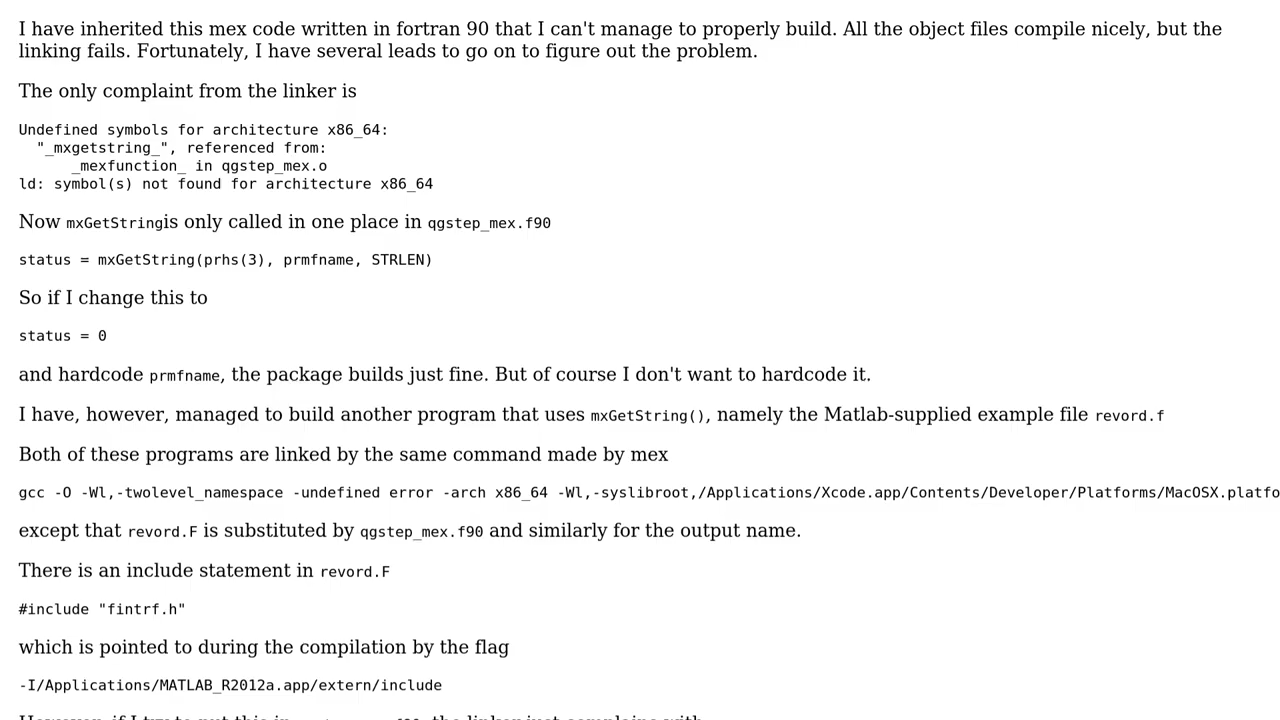 I have inherited this mex code written in fortran 90 that I can't manage to properly build. All the object files compile nicely, but the
linking fails. Fortunately, I have several leads to go on to figure out the problem.
The only complaint from the linker is
Undefined symbols for architecture x86_64:
  "_mxgetstring_", referenced from:
      _mexfunction_ in qgstep_mex.o
ld: symbol(s) not found for architecture x86_64
Now mxGetStringis only called in one place in qgstep_mex.f90
status = mxGetString(prhs(3), prmfname, STRLEN)
So if I change this to
status = 0
and hardcode prmfname, the package builds just fine. But of course I don't want to hardcode it.
I have, however, managed to build another program that uses mxGetString(), namely the Matlab-supplied example file revord.f
Both of these programs are linked by the same command made by mex
gcc -O -Wl,-twolevel_namespace -undefined error -arch x86_64 -Wl,-syslibroot,/Applications/Xcode.app/Contents/Developer/Platforms/MacOSX.platfo
except that revord.F is substituted by qgstep_mex.f90 and similarly for the output name.
There is an include statement in revord.F
#include "fintrf.h"
which is pointed to during the compilation by the flag
-I/Applications/MATLAB_R2012a.app/extern/include